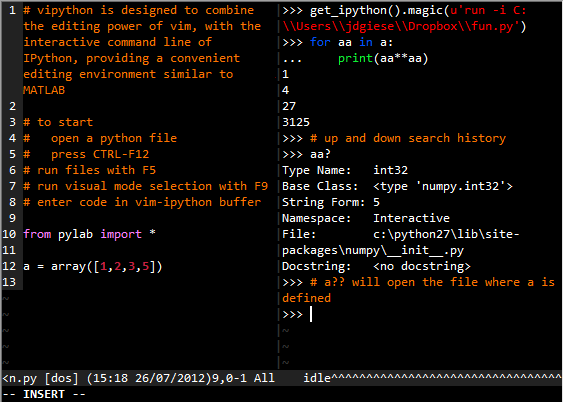 1 # vipython is designed to combine
the editing power of vim, with the
interactive command line of
IPython, providing a convenient
editing environment similar to
MATLAB
2
3 # to start
4 #   open a python file
5 #   press CTRL-F12
6 # run files with F5
7 # run visual mode selection with F9
8 # enter code in vim-ipython buffer
9
10 from pylab import *
11
12 a = array([1,2,3,5])
13
~
~
~
~
~
>>> get_ipython().magic(u'run -i C:
\\Users\\jdgiese\\Dropbox\\fun.py')
>>> for aa in a:
...     print(aa**aa)
1
4
27
3125
>>> # up and down search history
>>> aa?
Type Name:   int32
Base Class:  <type 'numpy.int32'>
String Form: 5
Namespace:   Interactive
File:        c:\python27\lib\site-
packages\numpy\__init__.py
Docstring:   <no docstring>
>>> # a?? will open the file where a is
defined
>>>
~
~
~
<n.py [dos] (15:18 26/07/2012)9,0-1 All    idle^^^^^^^^^^^^^^^^^^^^^^^^^^^^^^^^
-- INSERT --